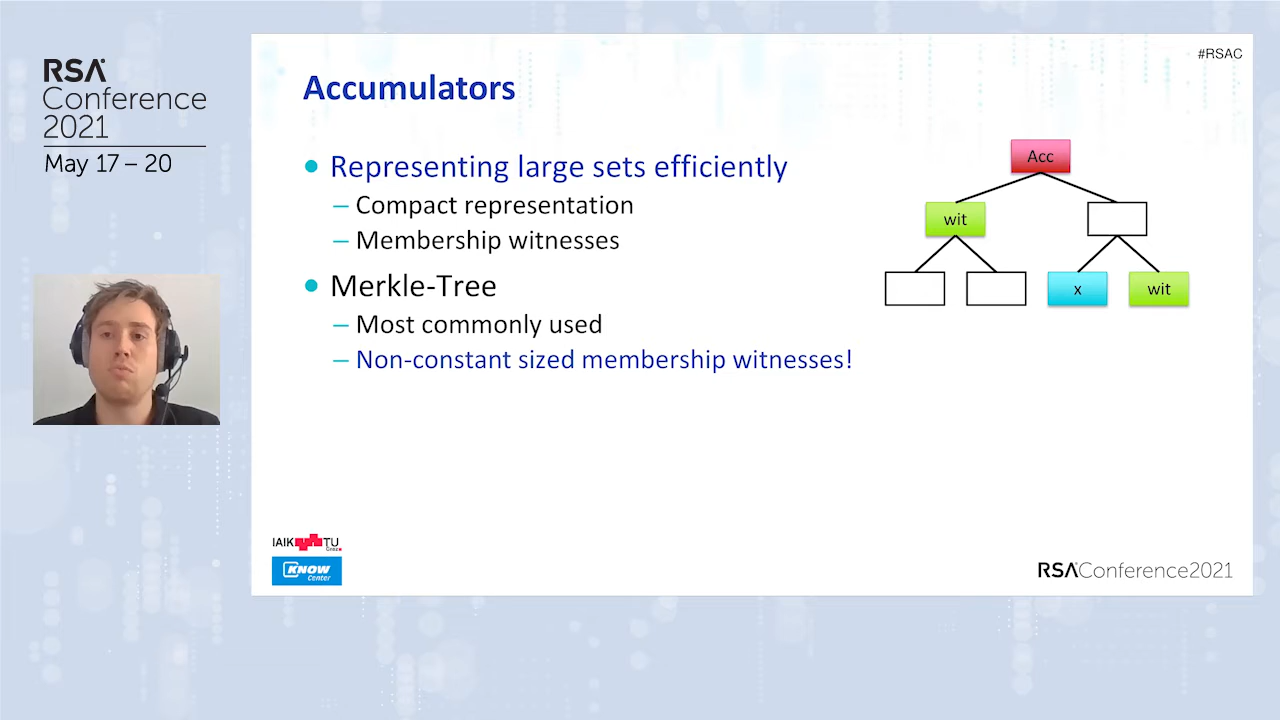 RSA
Conference
2021
May 17 – 20
#RSAC
Accumulators
Representing large sets efficiently
– Compact representation
– Membership witnesses
Merkle-Tree
– Most commonly used
– Non-constant sized membership witnesses!
Acc
wit
x
wit
IAIK TU
Graz
KNOW
Center
RSAConference2021